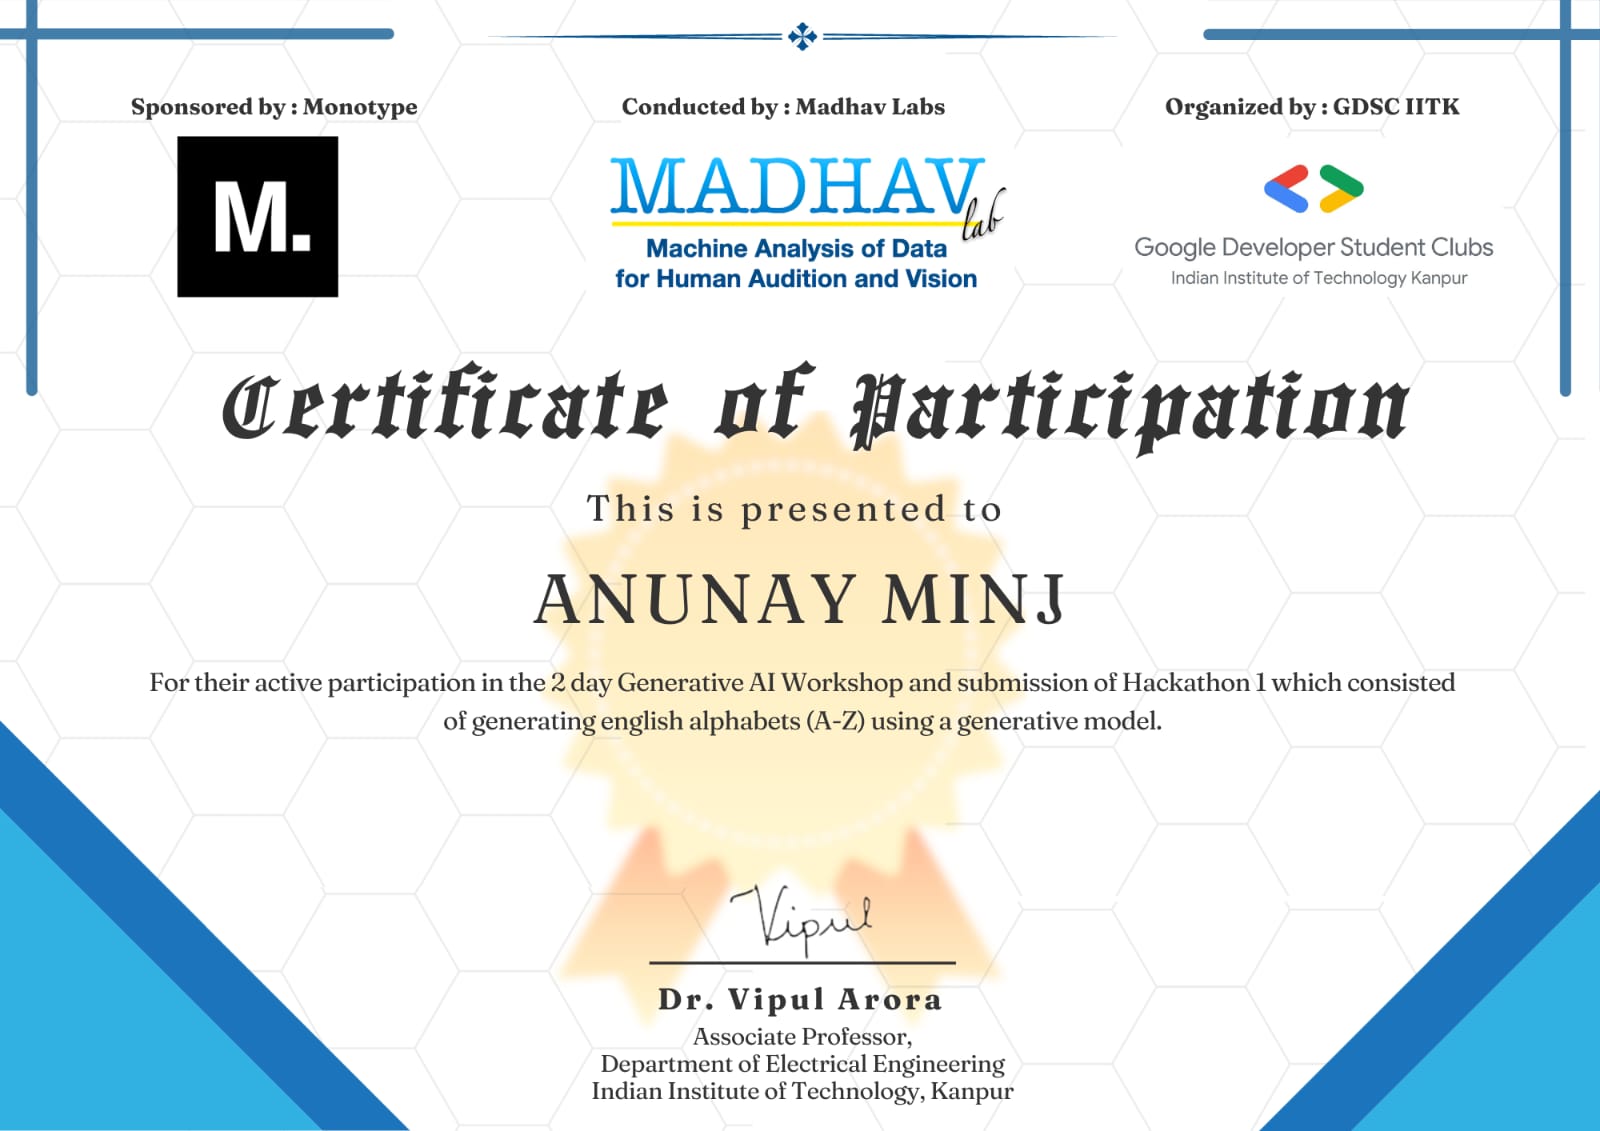 Sponsored by : Monotype
Conducted by : Madhav Labs
Organized by : GDSC IITK
M.
MADHAV
lab
Machine Analysis of Data
for Human Audition and Vision
Google Developer Student Clubs
Indian Institute of Technology Kanpur
Certificate of Participation
This is presented to
ANUNAY MINJ
For their active participation in the 2 day Generative AI Workshop and submission of Hackathon 1 which consisted
of generating english alphabets (A-Z) using a generative model.
Vipul
Dr. Vipul Arora
Associate Professor,
Department of Electrical Engineering
Indian Institute of Technology, Kanpur